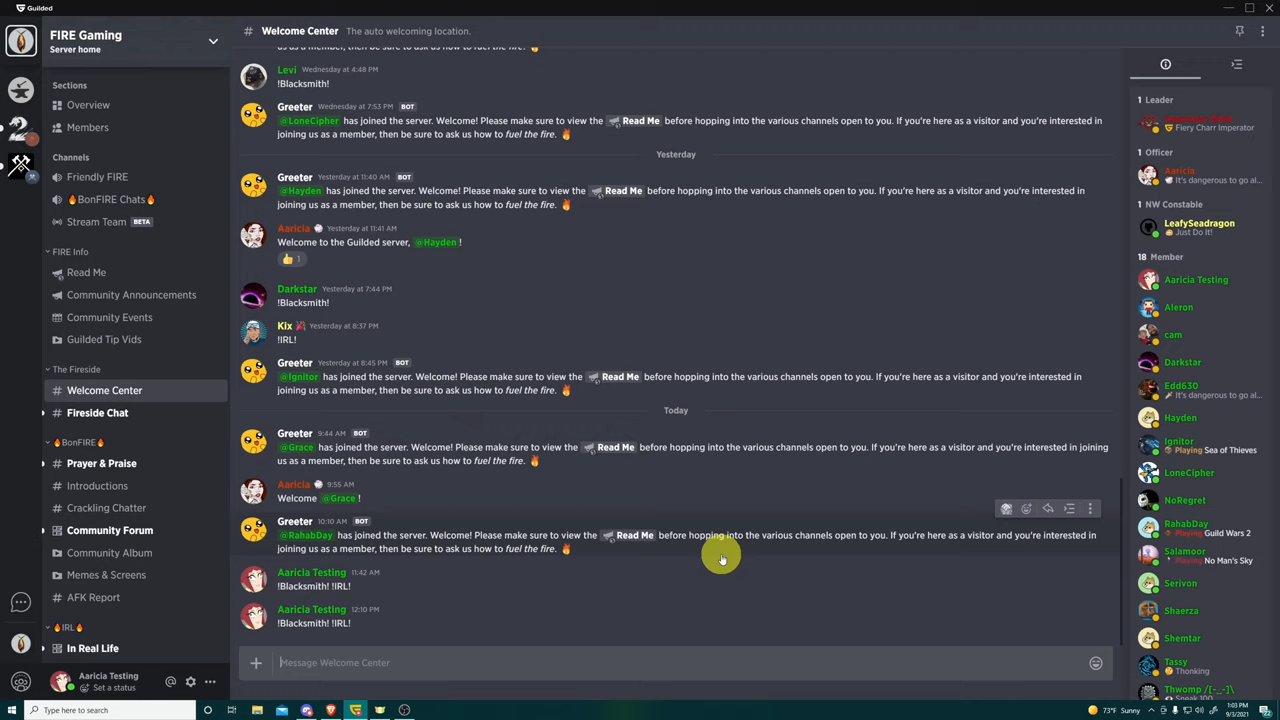 Guilded
FIRE Gaming
Server home
Sections
Overview
Members
Channels
Friendly FIRE
BonFIRE Chats
Stream Team BETA
FIRE Info
Read Me
Community Announcements
Community Events
Guilded Tip Vids
The Fireside
# Welcome Center
# Fireside Chat
BonFIRE
Prayer & Praise
# Introductions
# Crackling Chatter
Community Forum
Community Album
# Memes & Screens
# AFK Report
IRL
In Real Life
Aaricia Testing
Set a status
# Welcome Center The auto welcoming location.
Levi Wednesday at 4:48 PM
!Blacksmith!
Greeter Wednesday at 7:53 PM BOT
@LoneCipher has joined the server. Welcome! Please make sure to view the Read Me before hopping into the various channels open to you. If you're here as a visitor and you're interested in
joining us as a member, then be sure to ask us how to fuel the fire.
Yesterday
Greeter Yesterday at 11:40 AM BOT
@Hayden has joined the server. Welcome! Please make sure to view the Read Me before hopping into the various channels open to you. If you're here as a visitor and you're interested in
joining us as a member, then be sure to ask us how to fuel the fire.
Aaricia Yesterday at 11:41 AM
Welcome to the Guilded server, @Hayden !
1
Darkstar Yesterday at 7:44 PM
!Blacksmith!
Kix Yesterday at 8:37 PM
!IRL!
Greeter Yesterday at 8:45 PM BOT
@Ignitor has joined the server. Welcome! Please make sure to view the Read Me before hopping into the various channels open to you. If you're here as a visitor and you're interested in
joining us as a member, then be sure to ask us how to fuel the fire.
Today
Greeter 9:44 AM BOT
@Grace has joined the server. Welcome! Please make sure to view the Read Me before hopping into the various channels open to you. If you're here as a visitor and you're interested in joining
us as a member, then be sure to ask us how to fuel the fire.
Aaricia 9:55 AM
Welcome @Grace !
Greeter 10:10 AM BOT
@RahabDay has joined the server. Welcome! Please make sure to view the Read Me before hopping into the various channels open to you. If you're here as a visitor and you're interested in
joining us as a member, then be sure to ask us how to fuel the fire.
Aaricia Testing 11:42 AM
!Blacksmith! !IRL!
Aaricia Testing 12:10 PM
!Blacksmith! !IRL!
Message Welcome Center
1 Leader
Fiery Charr Imperator
1 Officer
Aaricia
It's dangerous to go al...
1 NW Constable
LeafySeadragon
Just Do It!
18 Member
Aaricia Testing
Aleron
cam
Darkstar
Edd630
It's dangerous to go al...
Hayden
Ignitor
Playing Sea of Thieves
LoneCipher
NoRegret
RahabDay
Playing Guild Wars 2
Salamoor
Playing No Man's Sky
Serivon
Shaerza
Shemtar
Tassy
Thonking
Thwomp /[-_-]\
Type here to search
73°F Sunny
1:03 PM
9/3/2021